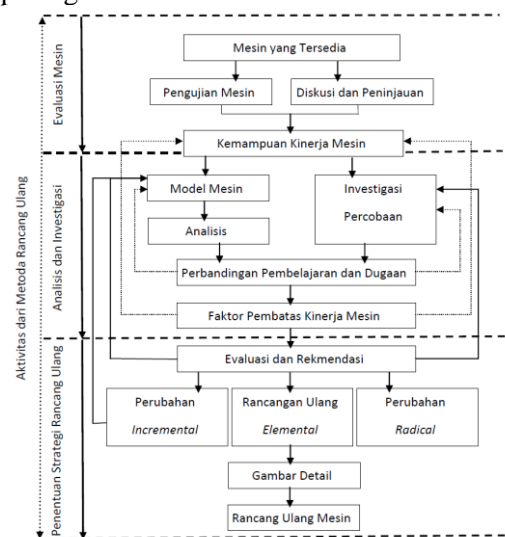 Mesin yang Tersedia
Pengujian Mesin
Diskusi dan Peninjauan
Kemampuan Kinerja Mesin
Model Mesin
Investigasi
Percobaan
Analisis
Perbandingan Pembelajaran dan Dugaan
Faktor Pembatas Kinerja Mesin
Evaluasi dan Rekmendasi
Perubahan
Incremental
Rancangan Ulang
Elemental
Perubahan
Radical
Gambar Detail
Rancang Ulang Mesin
Aktivitas dari Metoda Rancang Ulang
Evaluasi Mesin
Analisis dan Investigasi
Penentuan Strategi Rancang Ulang